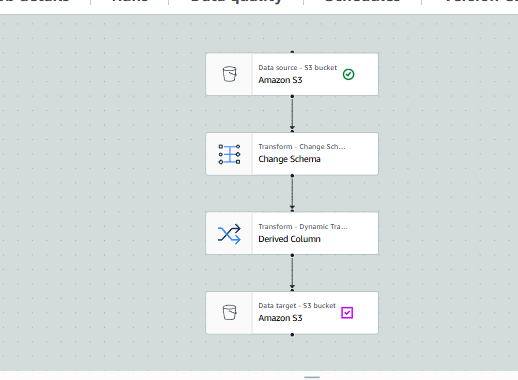 Data source - S3 bucket
Amazon S3
Transform - Change Sch...
Change Schema
Transform - Dynamic Tra...
Derived Column
Data target - S3 bucket
Amazon S3